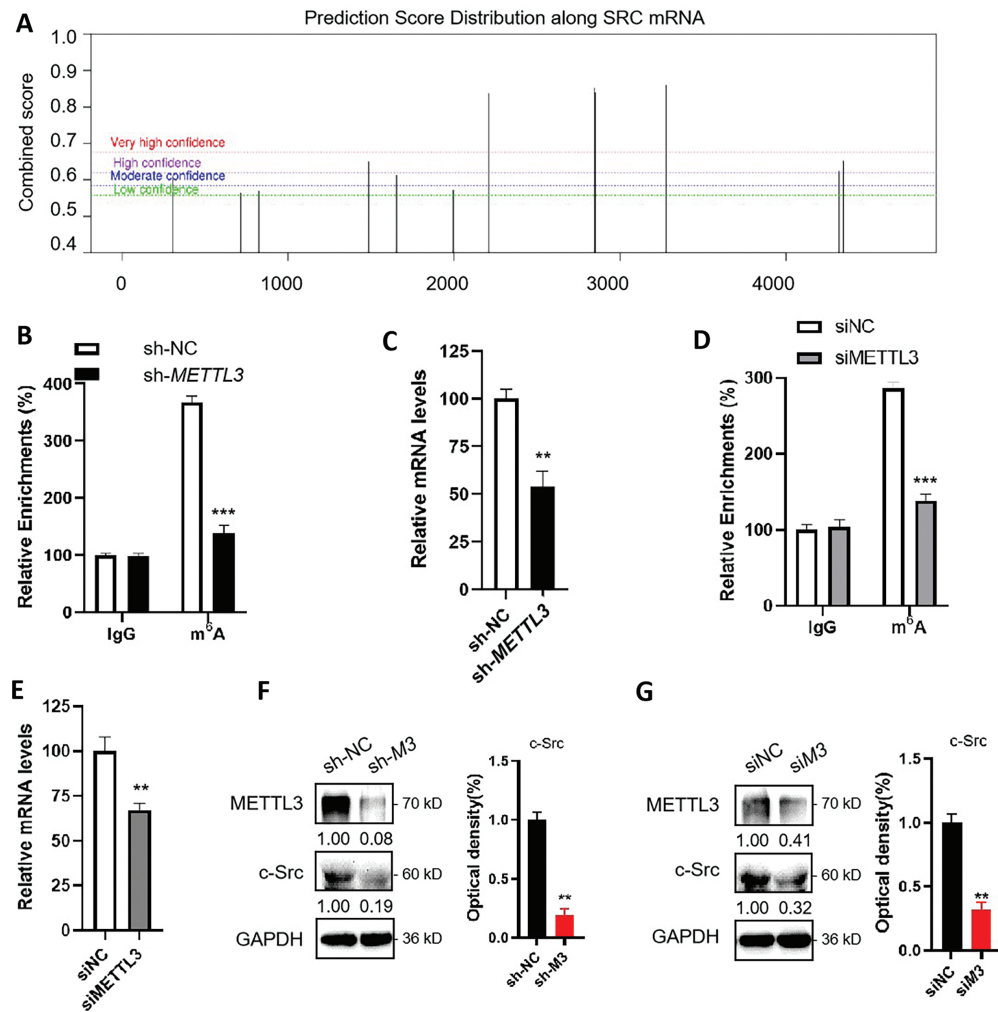 A
Prediction Score Distribution along SRC mRNA
Combined score
1.0
0.9
0.8
0.7
0.6
0.5
0.4
Very high confidence
High confidence
Moderate confidence
Low confidence
0 1000 2000 3000 4000
B
sh-NC
sh-METTL3
Relative Enrichments (%)
400
300
200
100
0
***
IgG m⁶A
C
Relative mRNA levels
125
100
75
50
25
0
**
sh-NC
sh-METTL3
D
siNC
siMETTL3
Relative Enrichments (%)
300
200
100
0
***
IgG m⁶A
E
Relative mRNA levels
125
100
75
50
25
0
**
siNC
siMETTL3
F
sh-NC sh-M3
METTL3 70 kD
1.00 0.08
c-Src 60 kD
1.00 0.19
GAPDH 36 kD
c-Src
Optical density(%)
1.5
1.0
0.5
0.0
**
sh-NC
sh-M3
G
siNC siM3
METTL3 70 kD
1.00 0.41
c-Src 60 kD
1.00 0.32
GAPDH 36 kD
c-Src
Optical density(%)
1.5
1.0
0.5
0.0
**
siNC
siM3